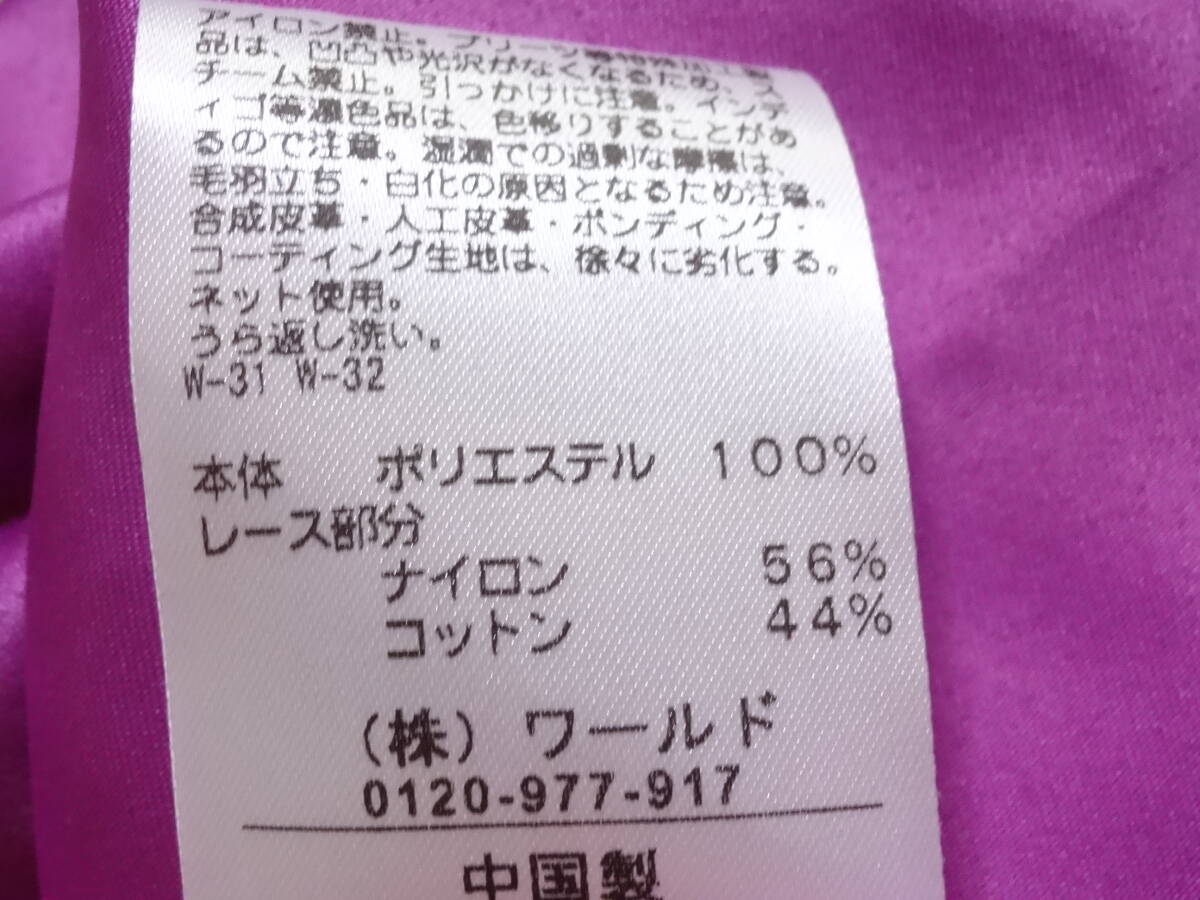 アイロン禁止。プリーツ等特殊加工製
品は、凹凸や光沢がなくなるため、ス
チーム禁止。引っかけに注意。インデ
ィゴ等濃色品は、色移りすることがあ
るので注意。湿潤での過剰な摩擦は、
毛羽立ち・白化の原因となるため注意。
合成皮革・人工皮革・ボンディング・
コーティング生地は、徐々に劣化する。
ネット使用。
うら返し洗い。
W-31 W-32
本体 ポリエステル 100%
レース部分
ナイロン 56%
コットン 44%
(株)ワールド
0120-977-917
中国製